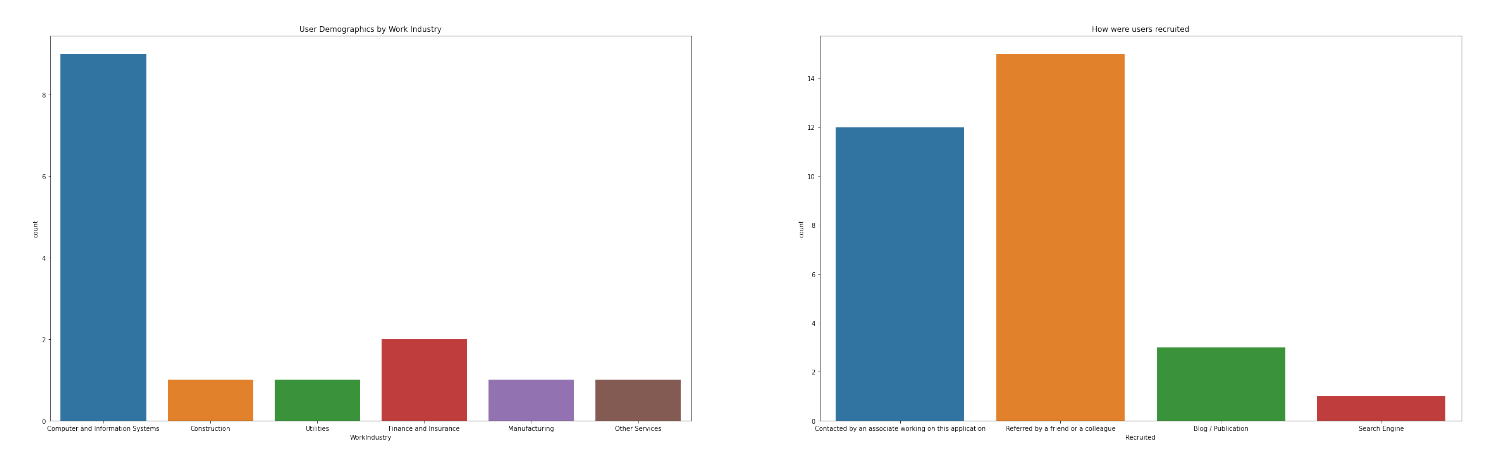 User Demographics by Work Industry
8
6
4
2
0
count
Computer and Information Systems
Construction
Utilities
Finance and Insurance
Manufacturing
Other Services
WorkIndustry
How were users recruited
14
12
10
8
6
4
2
0
count
Contacted by an associate working on this application
Referred by a friend or a colleague
Blog / Publication
Search Engine
Recruited